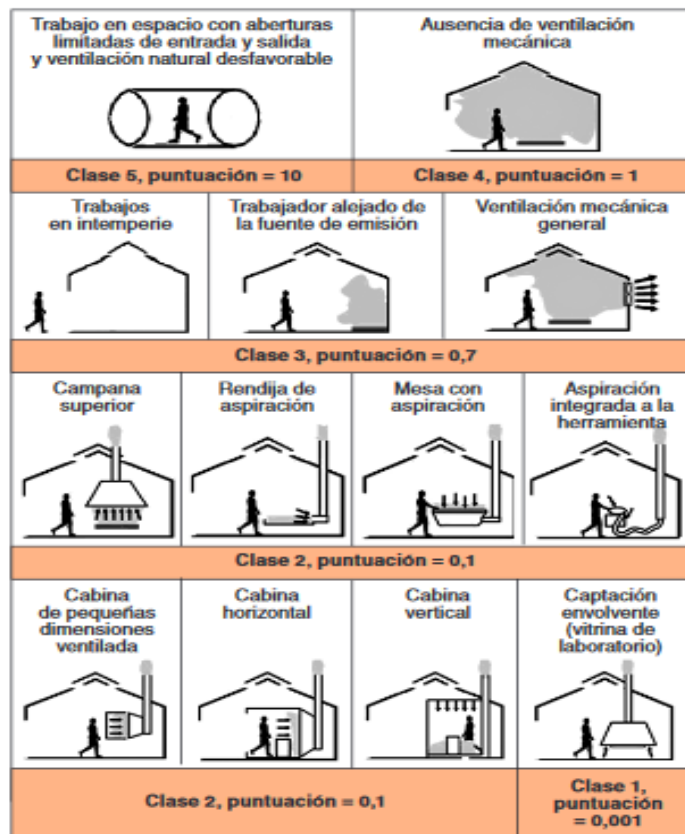 Trabajo en espacio con aberturas
limitadas de entrada y salida
y ventilación natural desfavorable
Ausencia de ventilación
mecánica
Clase 5, puntuación = 10
Clase 4, puntuación = 1
Trabajos
en intemperie
Trabajador alejado de
la fuente de emisión
Ventilación mecánica
general
Clase 3, puntuación = 0,7
Campana
superior
Rendija de
aspiración
Mesa con
aspiración
Aspiración
integrada a la
herramienta
Clase 2, puntuación = 0,1
Cabina
de pequeñas
dimensiones
ventilada
Cabina
horizontal
Cabina
vertical
Captación
envolvente
(vitrina de
laboratorio)
Clase 2, puntuación = 0,1
Clase 1,
puntuación
= 0,001